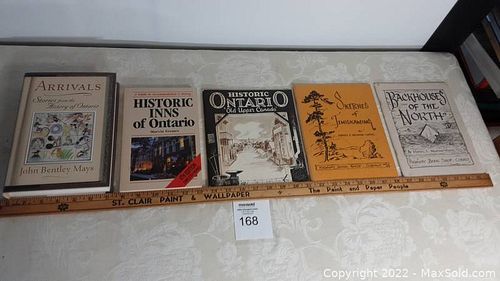 ARRIVALS
Stories from the
History of Ontario
John Bentley Mays
HISTORIC
INNS
of Ontario
HISTORIC
ONTARIO
Old Upper Canada
SKETCHES
OF
TIMISKAMING
BACKHOUSES
OF THE
NORTH
ST. CLAIR PAINT & WALLPAPER
The Paint and Paper People
maxsold
168
Copyright © 2022 - MaxSold.com